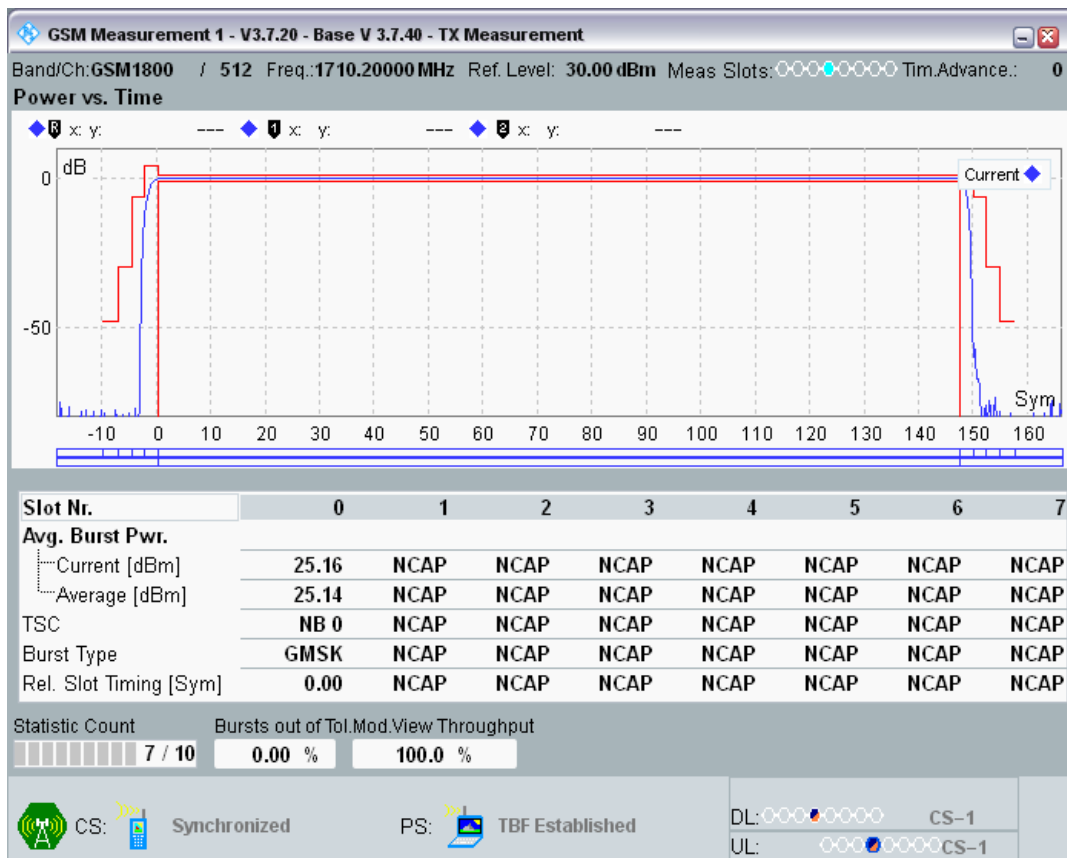 GSM Measurement 1 - V3.7.20 - Base V 3.7.40 - TX Measurement
Band/Ch:GSM1800 / 512 Freq.:1710.20000 MHz Ref. Level: 30.00 dBm Meas Slots: Tim.Advance.: 0
Power vs. Time
R x: y: --- 1 x: y: --- 2 x: y: ---
dB
Current
0
-50
Sym
-10 0 10 20 30 40 50 60 70 80 90 100 110 120 130 140 150 160
Slot Nr. 0 1 2 3 4 5 6 7
Avg. Burst Pwr.
Current [dBm] 25.16 NCAP NCAP NCAP NCAP NCAP NCAP NCAP
Average [dBm] 25.14 NCAP NCAP NCAP NCAP NCAP NCAP NCAP
TSC NB 0 NCAP NCAP NCAP NCAP NCAP NCAP NCAP
Burst Type GMSK NCAP NCAP NCAP NCAP NCAP NCAP NCAP
Rel. Slot Timing [Sym] 0.00 NCAP NCAP NCAP NCAP NCAP NCAP NCAP
Statistic Count Bursts out of Tol.Mod.View Throughput
7 / 10 0.00 % 100.0 %
CS: Synchronized PS: TBF Established
DL: CS-1
UL: CS-1